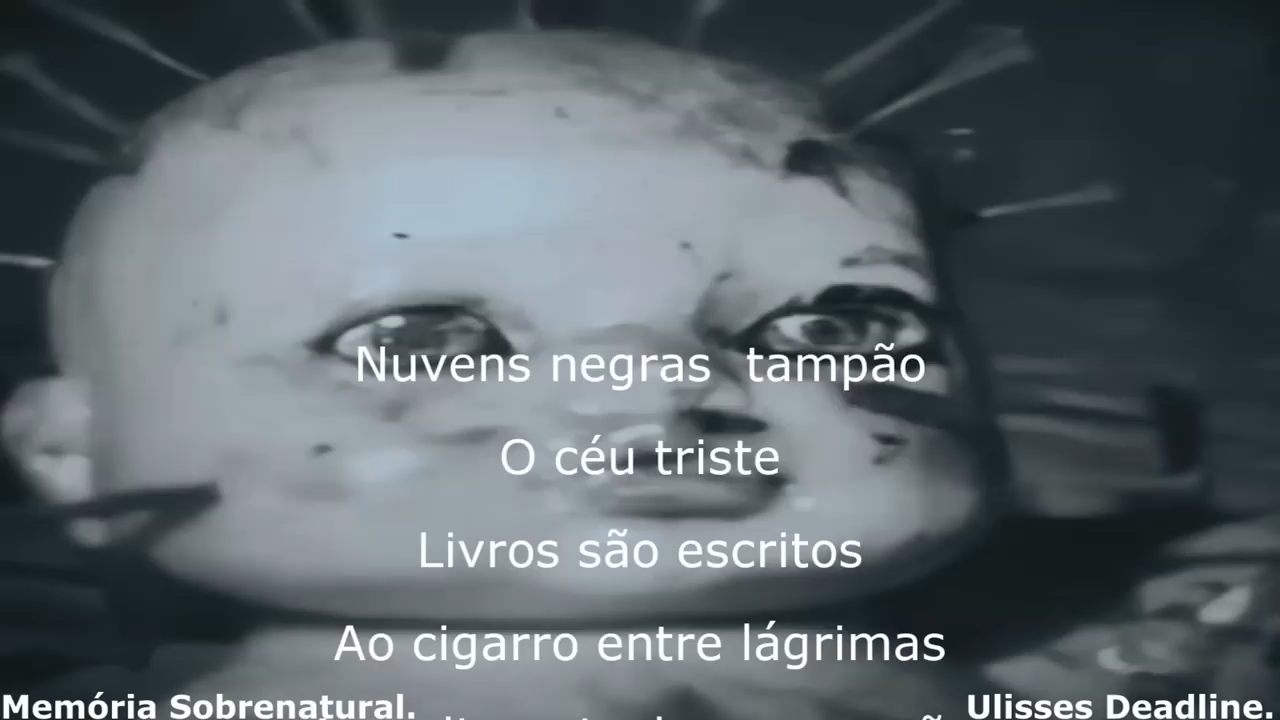 Nuvens negras  tampão
O céu triste
Livros são escritos
Ao cigarro entre lágrimas
Memória Sobrenatural.
Ulisses Deadline.